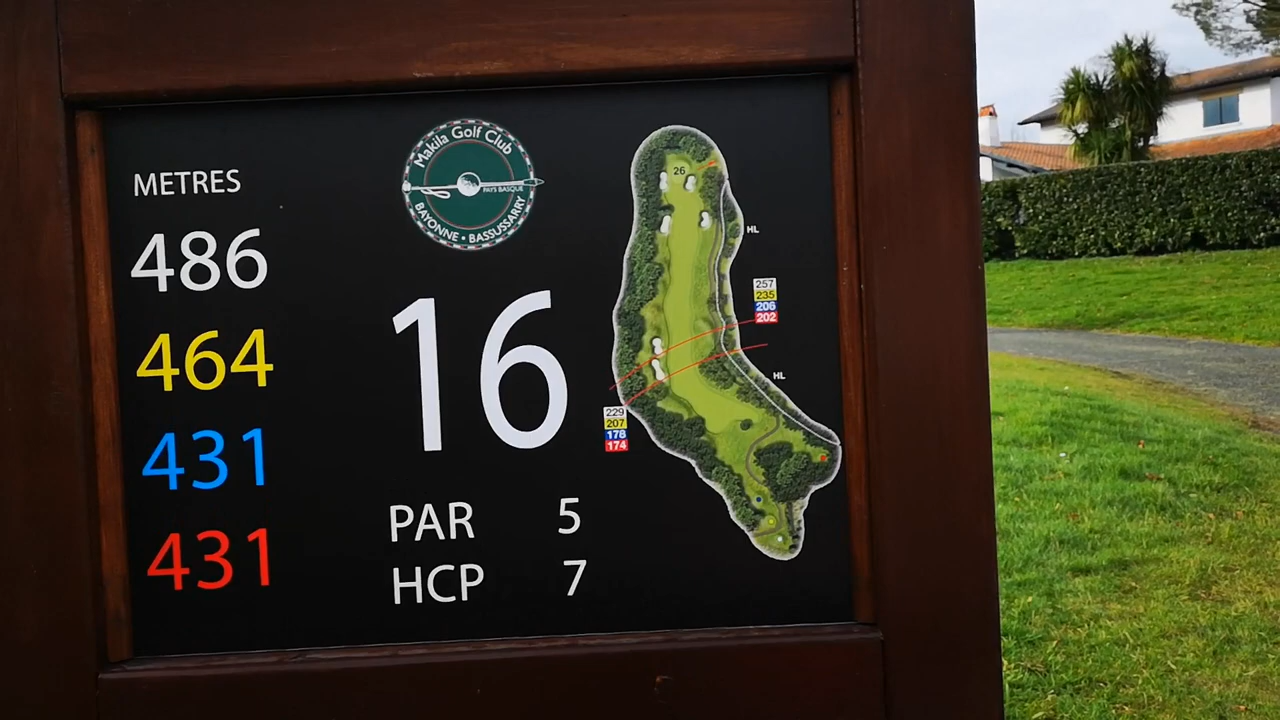 METRES
486
464
431
431
Makila Golf Club
PAYS BASQUE
BAYONNE • BASSUSSARRY
16
PAR 5
HCP 7
26
HL
257
235
206
202
HL
229
207
178
174